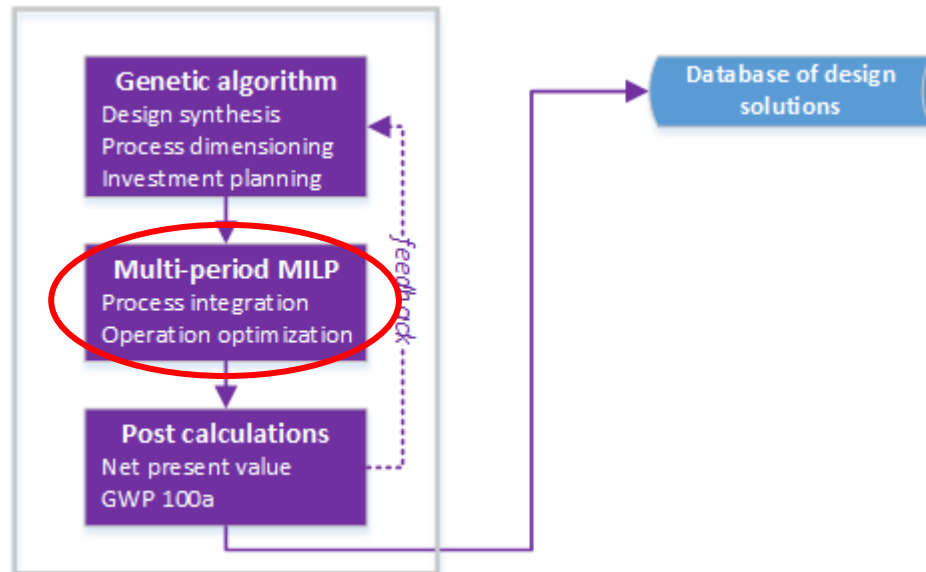 Genetic algorithm
Design synthesis
Process dimensioning
Investment planning
Multi-period MILP
Process integration
Operation optimization
feedback
Post calculations
Net present value
GWP 100a
Database of design
solutions